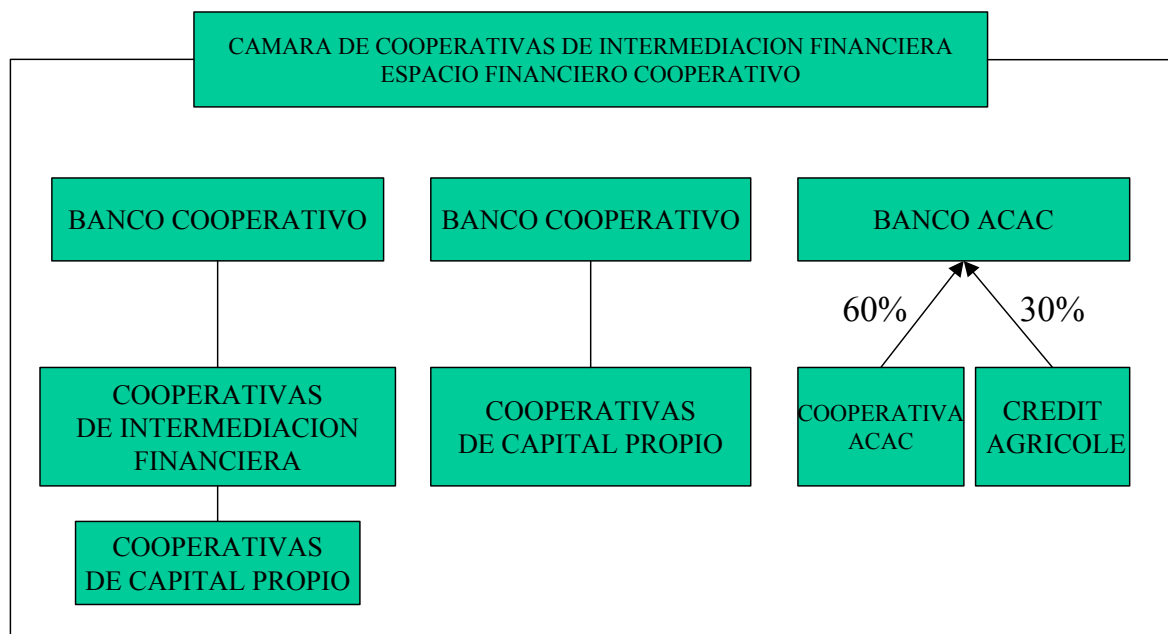 CAMARA DE COOPERATIVAS DE INTERMEDIACION FINANCIERA
ESPACIO FINANCIERO COOPERATIVO
BANCO COOPERATIVO
BANCO COOPERATIVO
BANCO ACAC
60%
30%
COOPERATIVAS
DE INTERMEDIACION
FINANCIERA
COOPERATIVAS
DE CAPITAL PROPIO
COOPERATIVA
ACAC
CREDIT
AGRICOLE
COOPERATIVAS
DE CAPITAL PROPIO